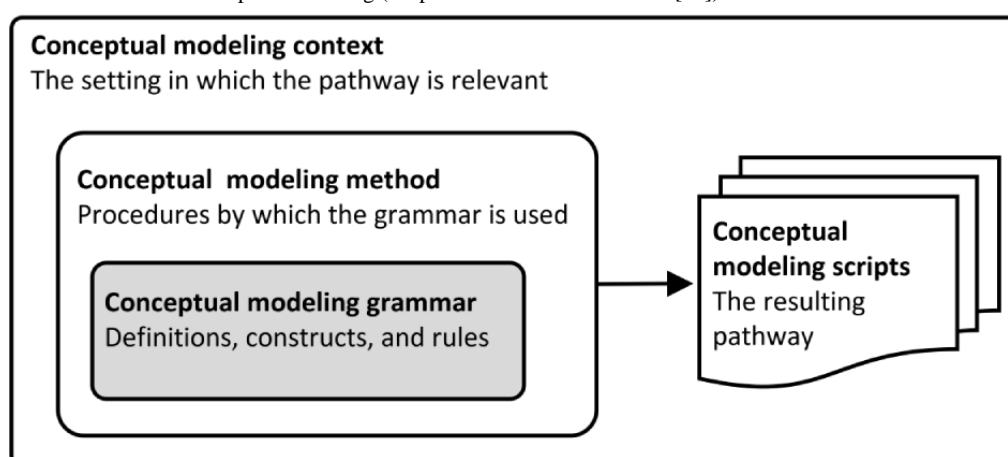 Conceptual modeling context
The setting in which the pathway is relevant
Conceptual modeling method
Procedures by which the grammar is used
Conceptual modeling grammar
Definitions, constructs, and rules
Conceptual
modeling scripts
The resulting
pathway